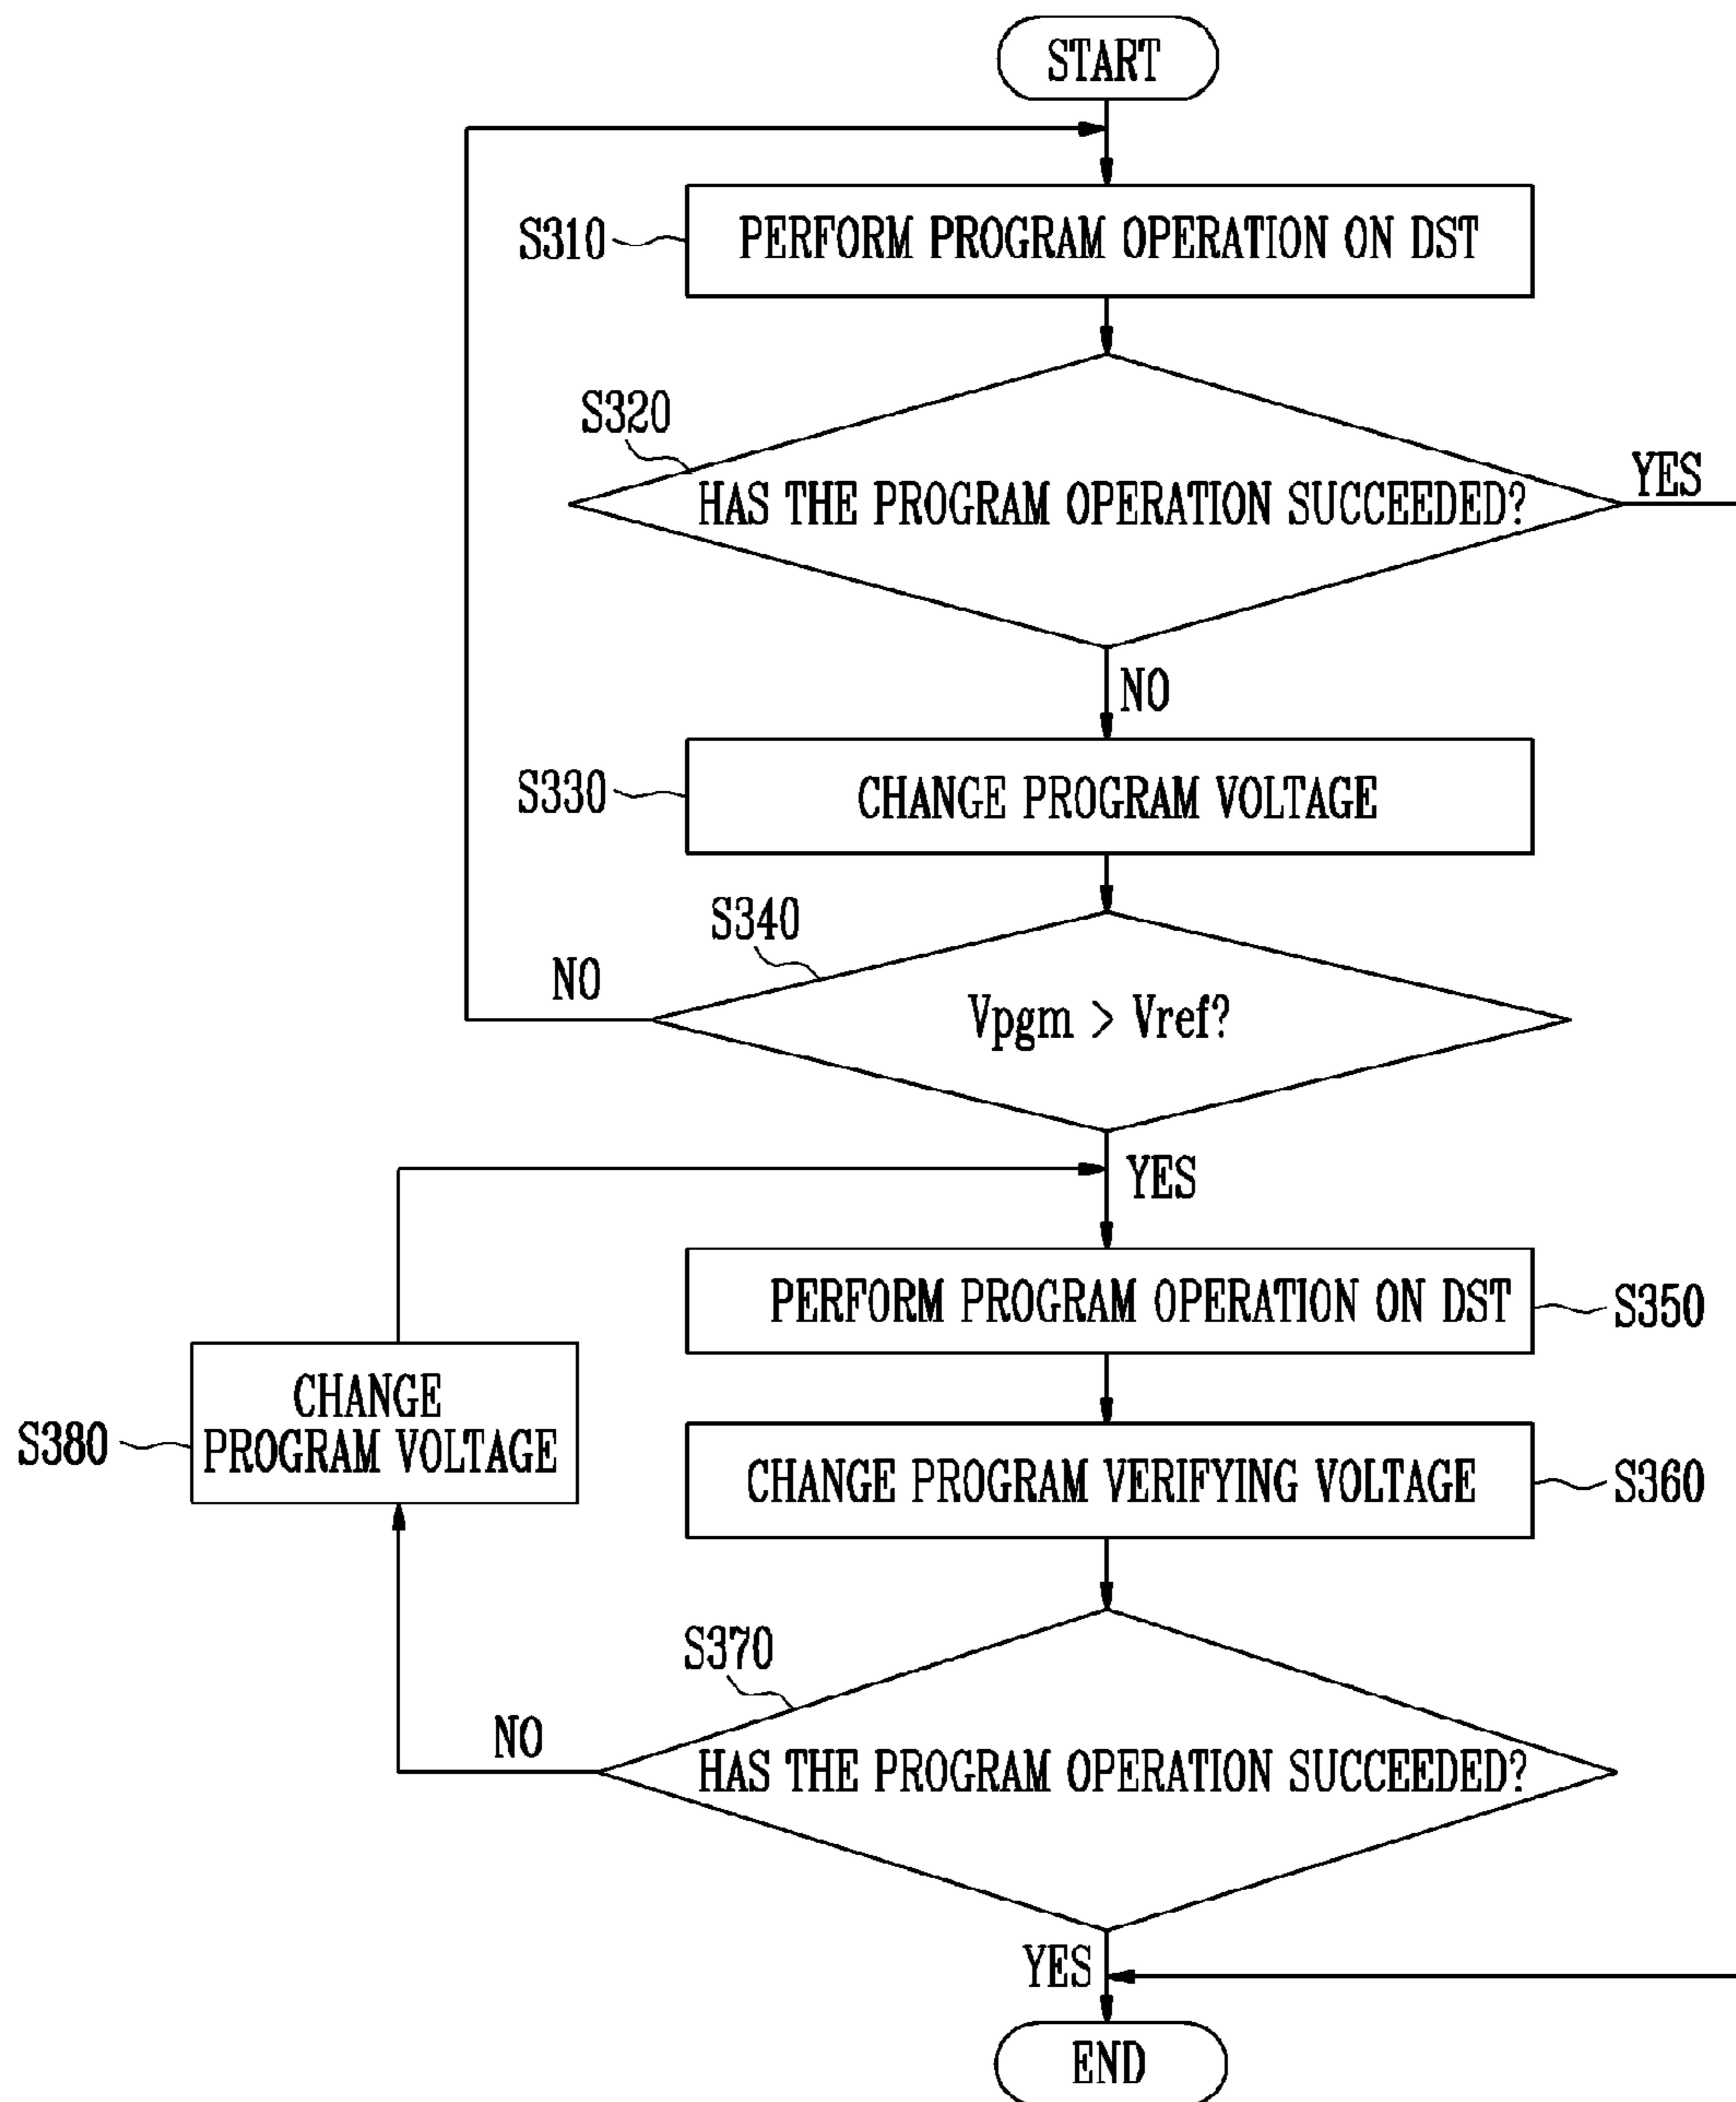 START
S310
PERFORM PROGRAM OPERATION ON DST
S320
HAS THE PROGRAM OPERATION SUCCEEDED?
YES
NO
S330
CHANGE PROGRAM VOLTAGE
S340
NO
Vpgm > Vref?
YES
PERFORM PROGRAM OPERATION ON DST
S350
CHANGE
PROGRAM VOLTAGE
S380
CHANGE PROGRAM VERIFYING VOLTAGE
S360
S370
NO
HAS THE PROGRAM OPERATION SUCCEEDED?
YES
END